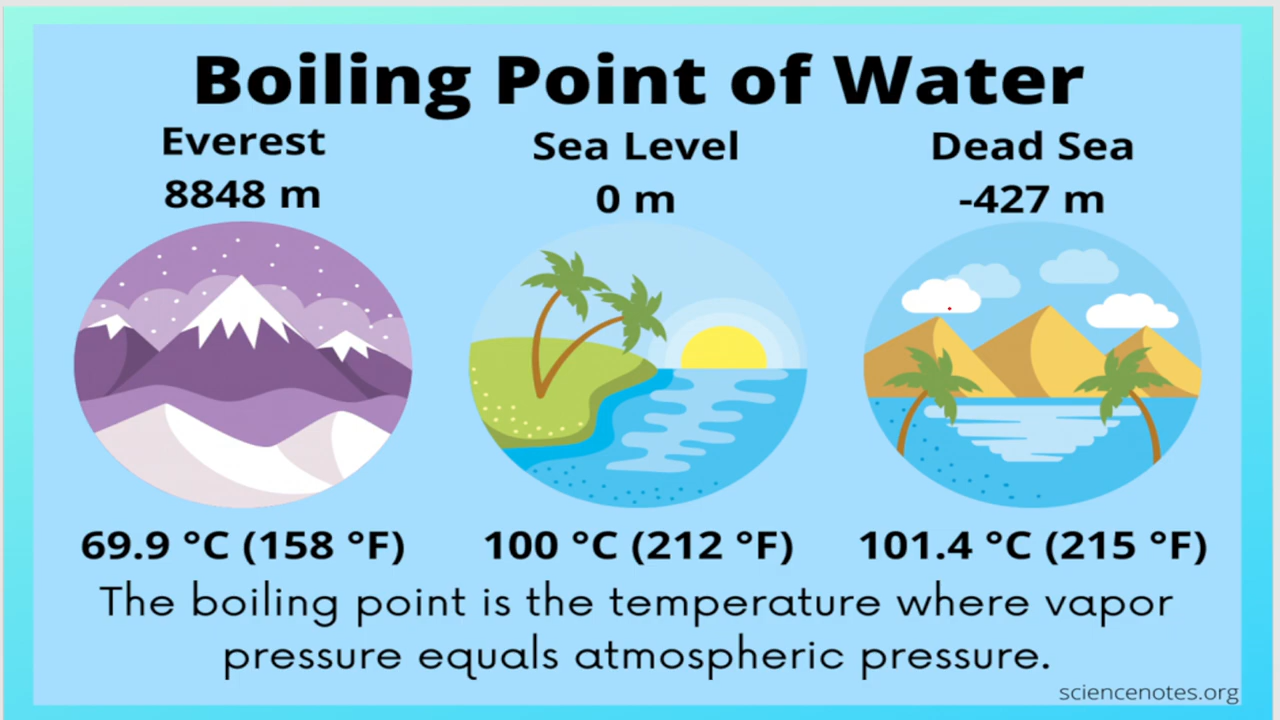 Boiling Point of Water
Everest
8848 m
Sea Level
0 m
Dead Sea
-427 m
69.9 °C (158 °F)
100 °C (212 °F)
101.4 °C (215 °F)
The boiling point is the temperature where vapor
pressure equals atmospheric pressure.
sciencenotes.org